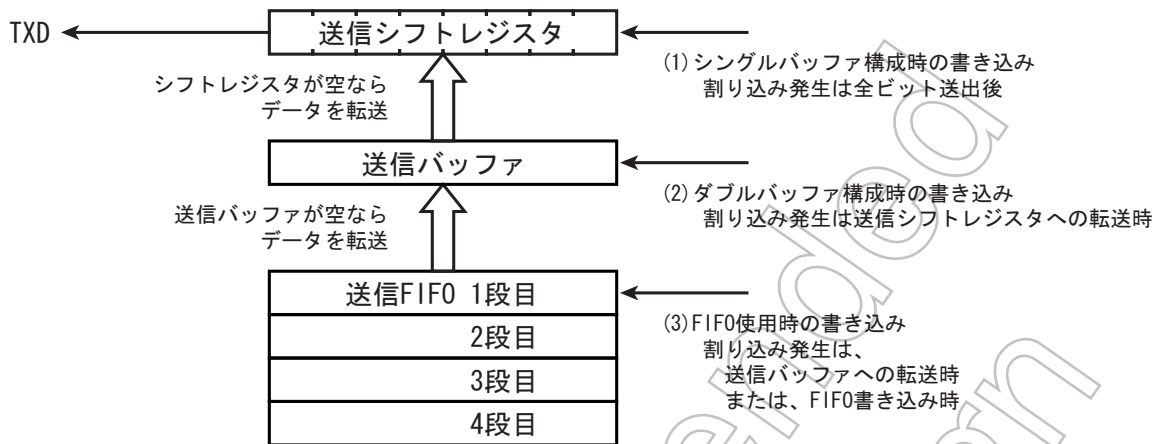 TXD
送信シフトレジスタ
(1)シングルバッファ構成時の書き込み
割り込み発生は全ビット送出後
シフトレジスタが空なら
データを転送
送信バッファ
(2)ダブルバッファ構成時の書き込み
割り込み発生は送信シフトレジスタへの転送時
送信バッファが空なら
データを転送
送信FIFO 1段目
2段目
3段目
4段目
(3)FIFO使用時の書き込み
割り込み発生は、
送信バッファへの転送時
または、FIFO書き込み時